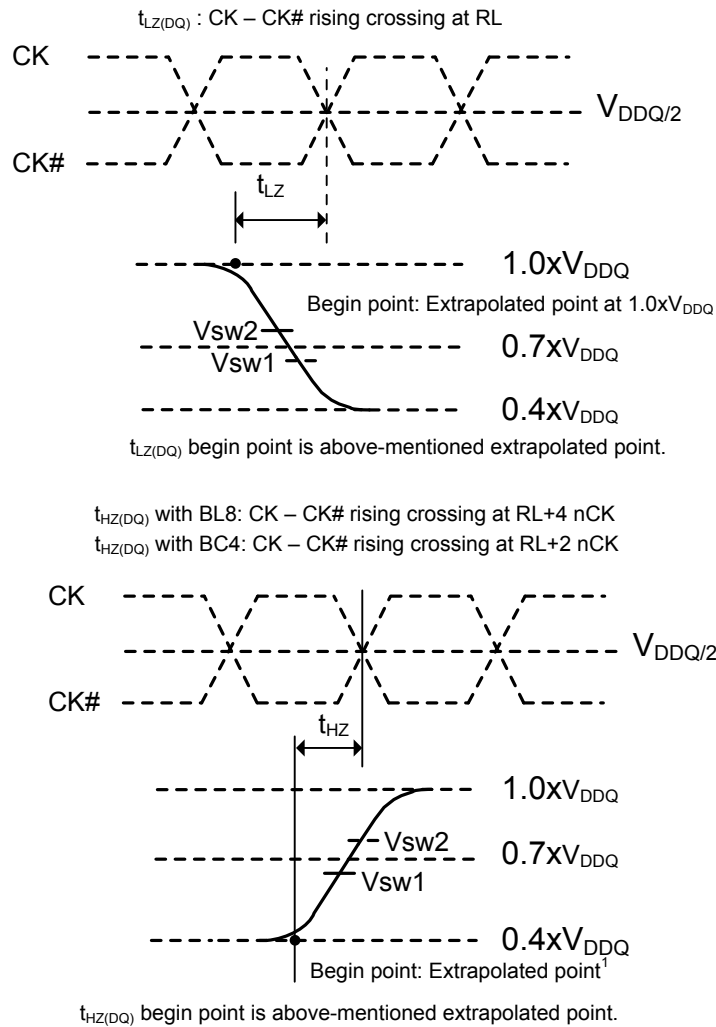 tLZ(DQ) : CK – CK# rising crossing at RL
CK
VDDQ/2
CK#
tLZ
1.0xVDDQ
Begin point: Extrapolated point at 1.0xVDDQ
Vsw2
0.7xVDDQ
Vsw1
0.4xVDDQ
tLZ(DQ) begin point is above-mentioned extrapolated point.
tHZ(DQ) with BL8: CK – CK# rising crossing at RL+4 nCK
tHZ(DQ) with BC4: CK – CK# rising crossing at RL+2 nCK
CK
VDDQ/2
CK#
tHZ
1.0xVDDQ
Vsw2
0.7xVDDQ
Vsw1
0.4xVDDQ
Begin point: Extrapolated point1
tHZ(DQ) begin point is above-mentioned extrapolated point.